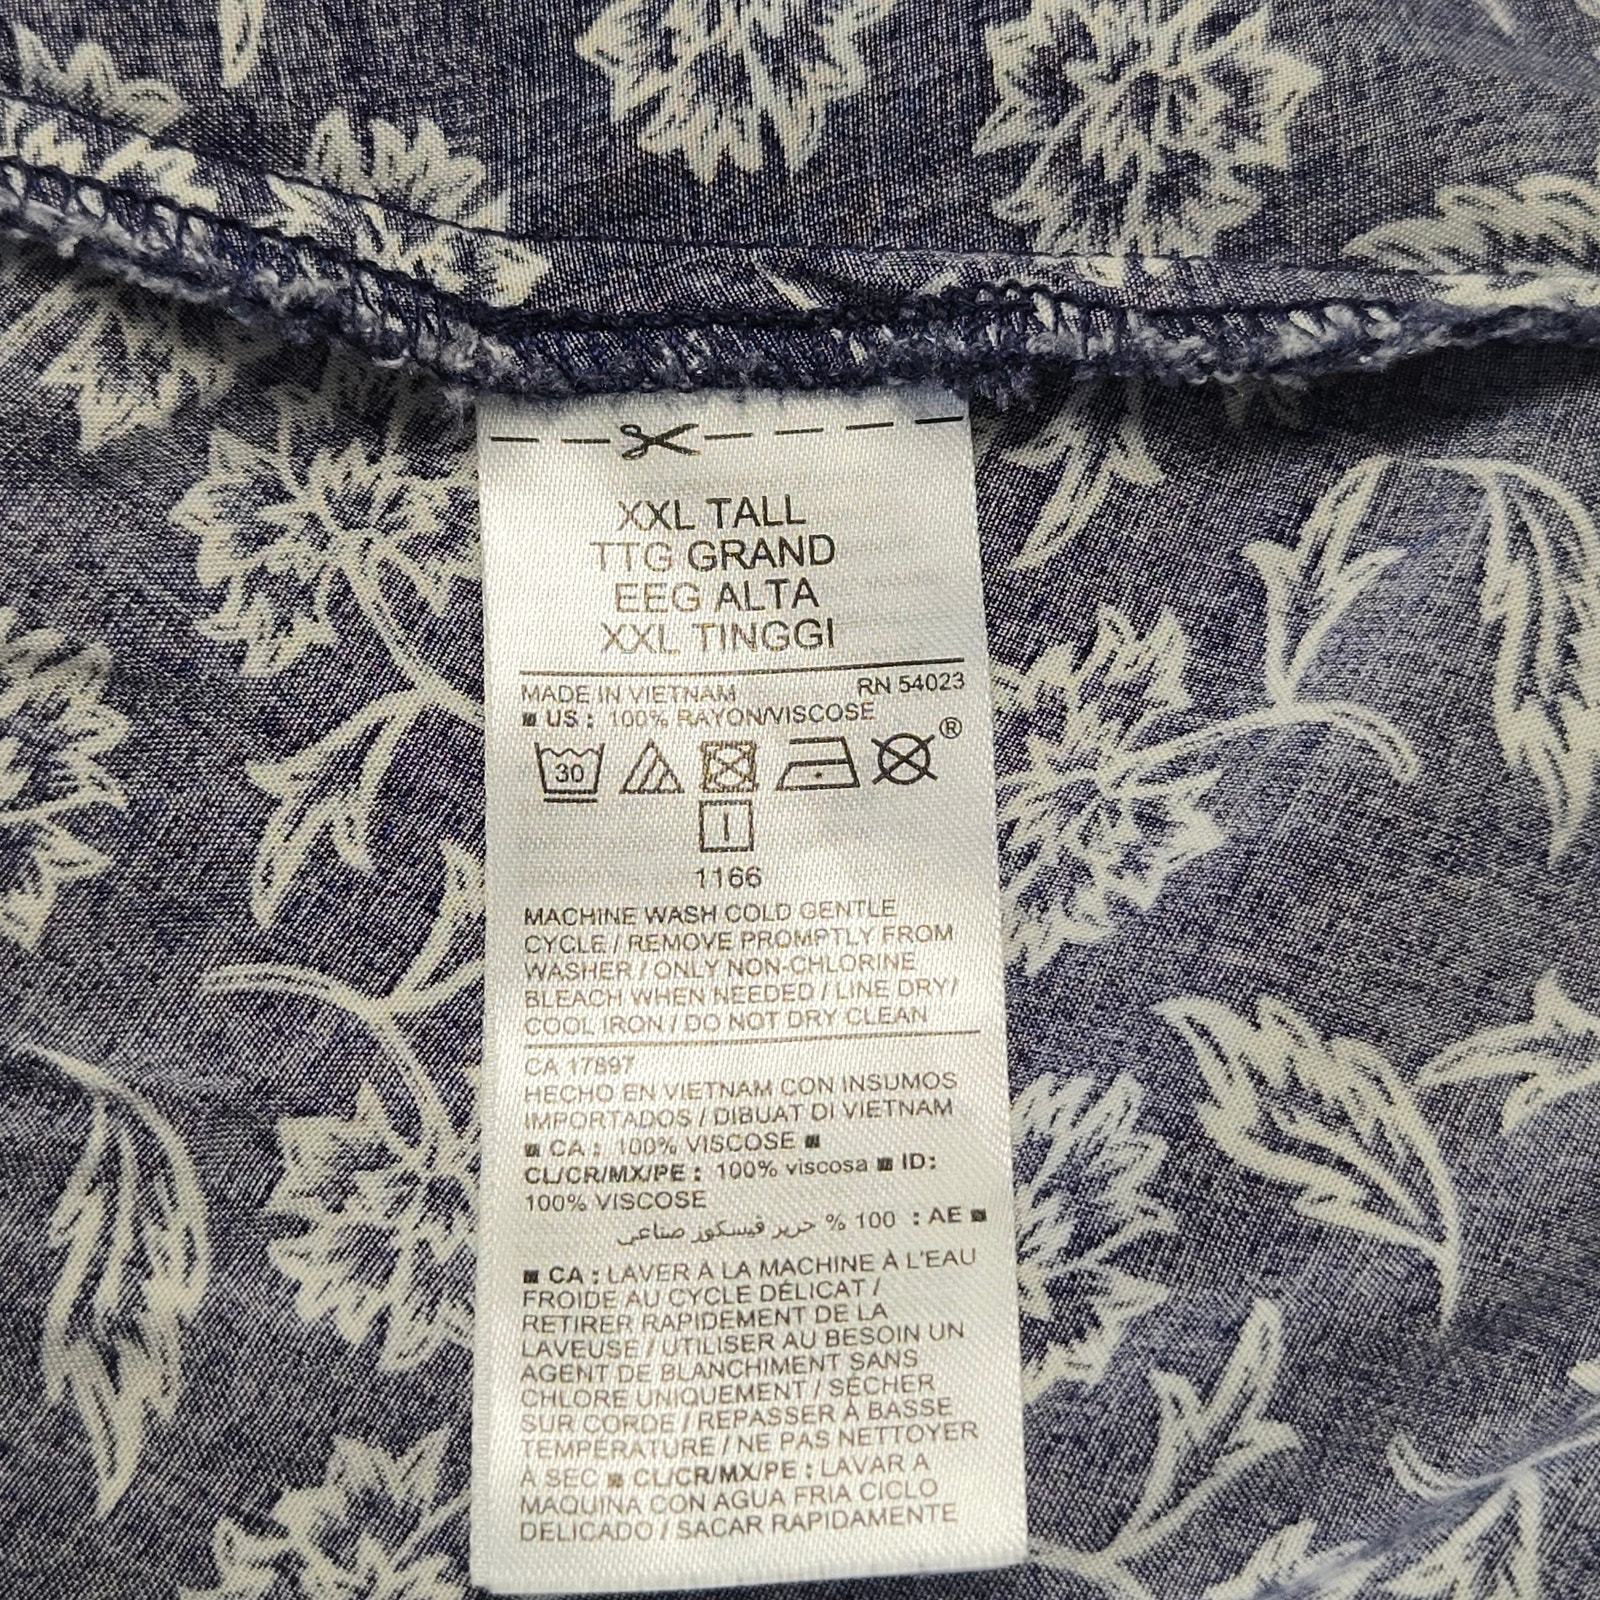 XXL TALL
TTG GRAND
EEG ALTA
XXL TINGGI
MADE IN VIETNAM RN 54023
■ US : 100% RAYON/VISCOSE
30 ®
1166
MACHINE WASH COLD GENTLE
CYCLE / REMOVE PROMPTLY FROM
WASHER / ONLY NON-CHLORINE
BLEACH WHEN NEEDED / LINE DRY/
COOL IRON / DO NOT DRY CLEAN
CA 17897
HECHO EN VIETNAM CON INSUMOS
IMPORTADOS / DIBUAT DI VIETNAM
■ CA : 100% VISCOSE ■
CL/CR/MX/PE : 100% viscosa ■ ID:
100% VISCOSE
■ AE : 100 % حرير فيسكوز صناعي
■ CA : LAVER À LA MACHINE À L'EAU
FROIDE AU CYCLE DÉLICAT /
RETIRER RAPIDEMENT DE LA
LAVEUSE / UTILISER AU BESOIN UN
AGENT DE BLANCHIMENT SANS
CHLORE UNIQUEMENT / SÉCHER
SUR CORDE / REPASSER À BASSE
TEMPÉRATURE / NE PAS NETTOYER
À SEC ■ CL/CR/MX/PE : LAVAR A
MAQUINA CON AGUA FRIA CICLO
DELICADO / SACAR RAPIDAMENTE